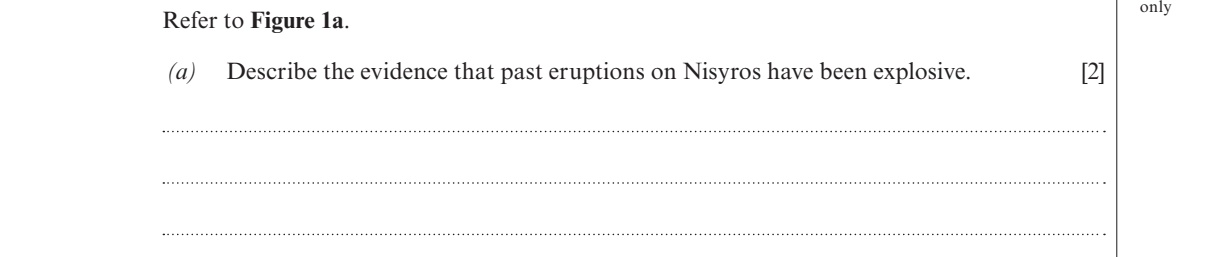 only
Refer to Figure 1a.
(a) Describe the evidence that past eruptions on Nisyros have been explosive. [2]